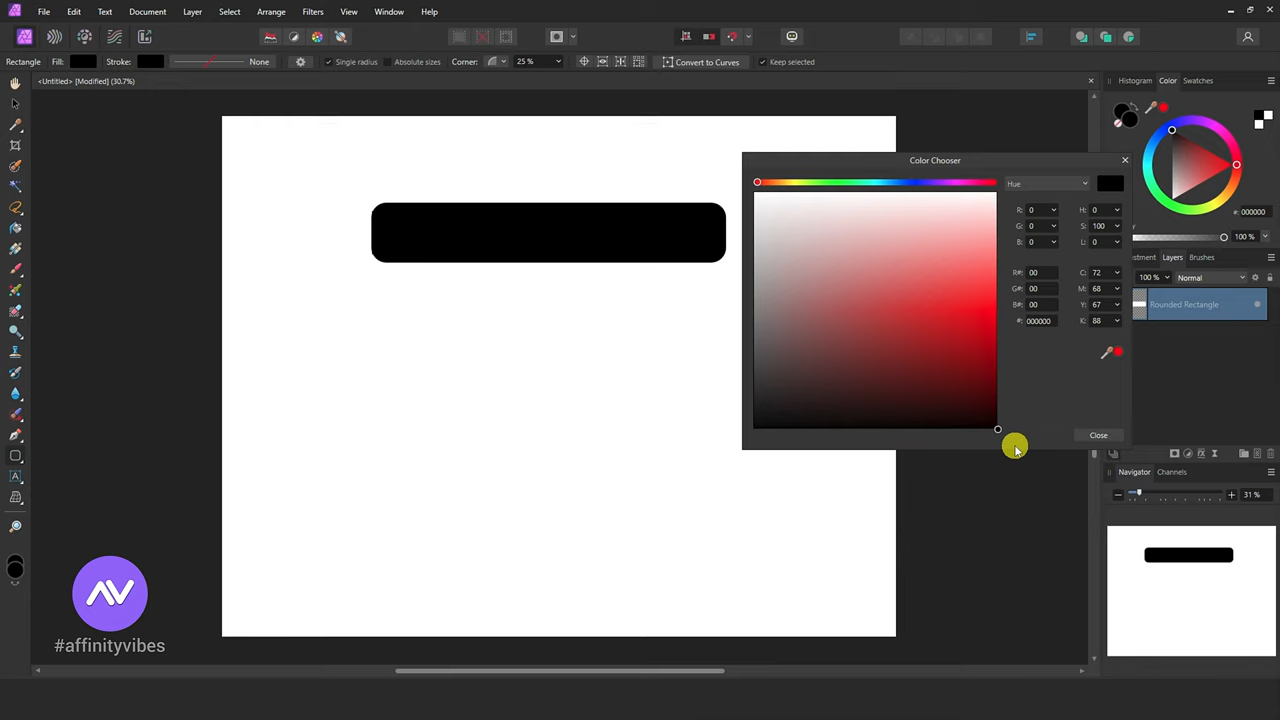 File Edit Text Document Layer Select Arrange Filters View Window Help
Rectangle Fill: Stroke: None Single radius Absolute sizes Corner: 25 % Convert to Curves Keep selected
<Untitled> [Modified] (30.7%)
Histogram Color Swatches
Color Chooser
Hue
R: 0 H: 0
G: 0 S: 100
B: 0 L: 0
R#: 00 C: 72
G#: 00 M: 68
B#: 00 Y: 67
#: 000000 K: 88
Close
#: 000000
100 %
Layers Brushes
100 % Normal
Rounded Rectangle
Navigator Channels
31 %
#affinityvibes